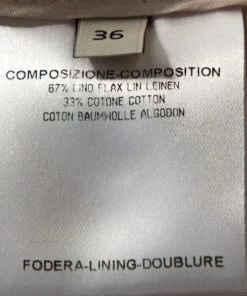 36
COMPOSIZIONE-COMPOSITION
67% LINO FLAX LIN LEINEN
33% COTONE COTTON
COTON BAUMWOLLE ALGODON
FODERA-LINING-DOUBLURE